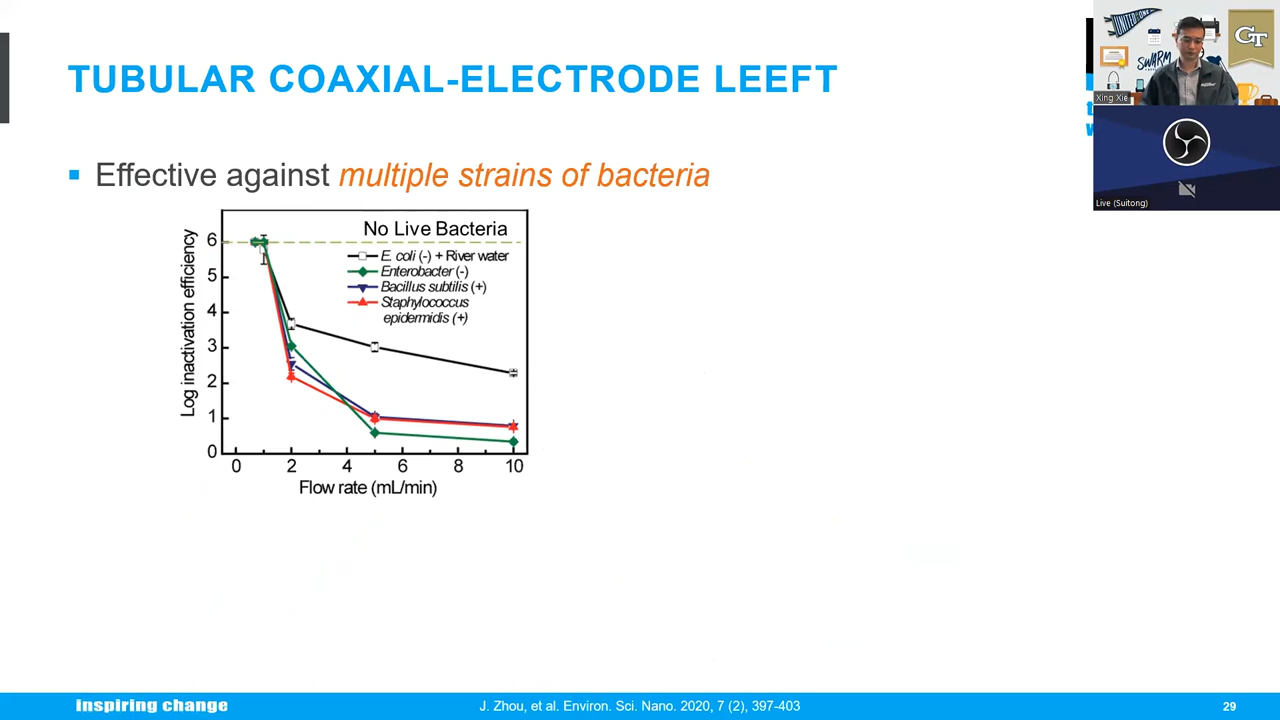 TUBULAR COAXIAL-ELECTRODE LEEFT
UNITED
GT
SWARM
Xing Xie
Live (Suitong)
▪ Effective against multiple strains of bacteria
No Live Bacteria
E. coli (-) + River water
Enterobacter (-)
Bacillus subtilis (+)
Staphylococcus
epidermidis (+)
Log inactivation efficiency
6
5
4
3
2
1
0
0 2 4 6 8 10
Flow rate (mL/min)
inspiring change
J. Zhou, et al. Environ. Sci. Nano. 2020, 7 (2), 397-403
29